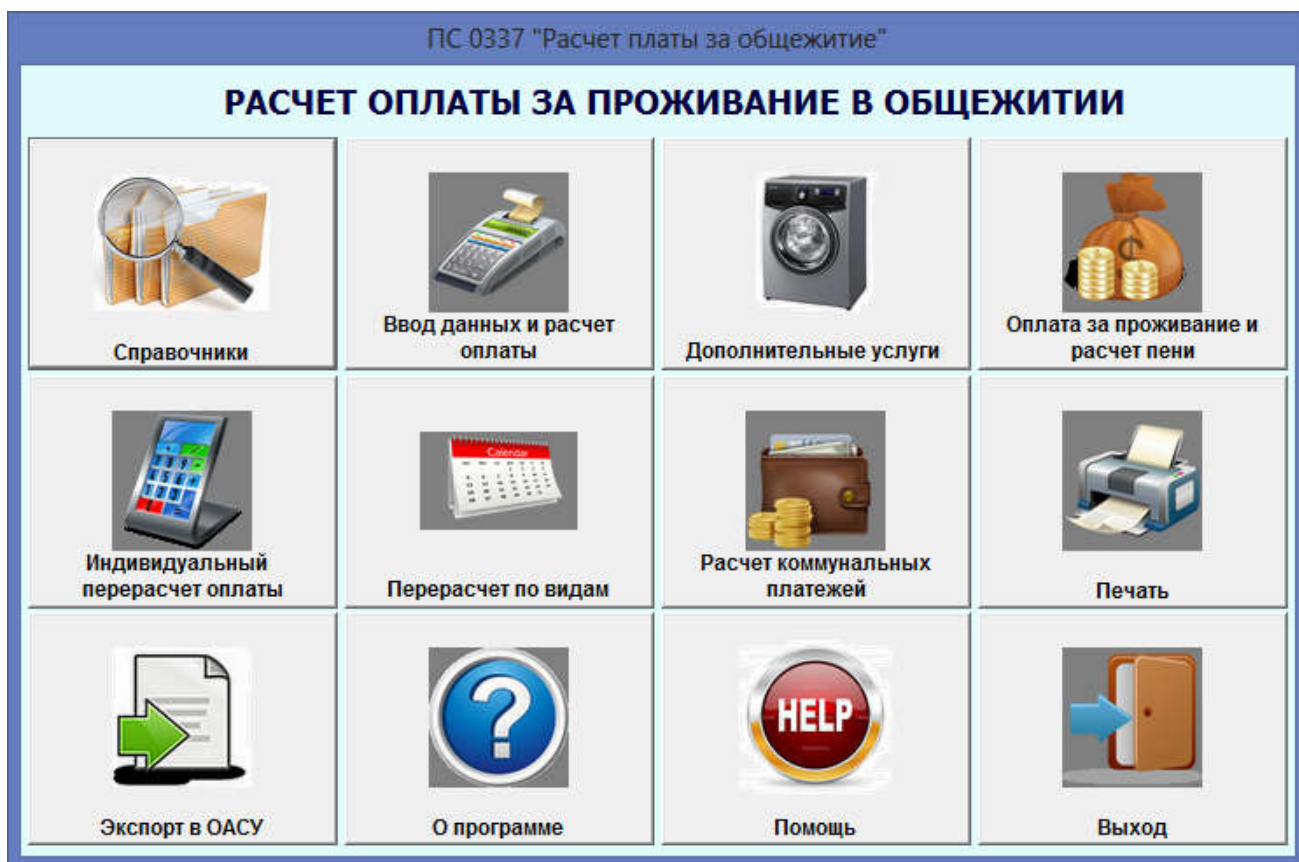 ПС 0337 "Расчет платы за общежитие"
РАСЧЕТ ОПЛАТЫ ЗА ПРОЖИВАНИЕ В ОБЩЕЖИТИИ
Справочники
Ввод данных и расчет
оплаты
Дополнительные услуги
Оплата за проживание и
расчет пени
Индивидуальный
перерасчет оплаты
Calendar
Перерасчет по видам
Расчет коммунальных
платежей
Печать
Экспорт в ОАСУ
?
О программе
HELP
Помощь
Выход